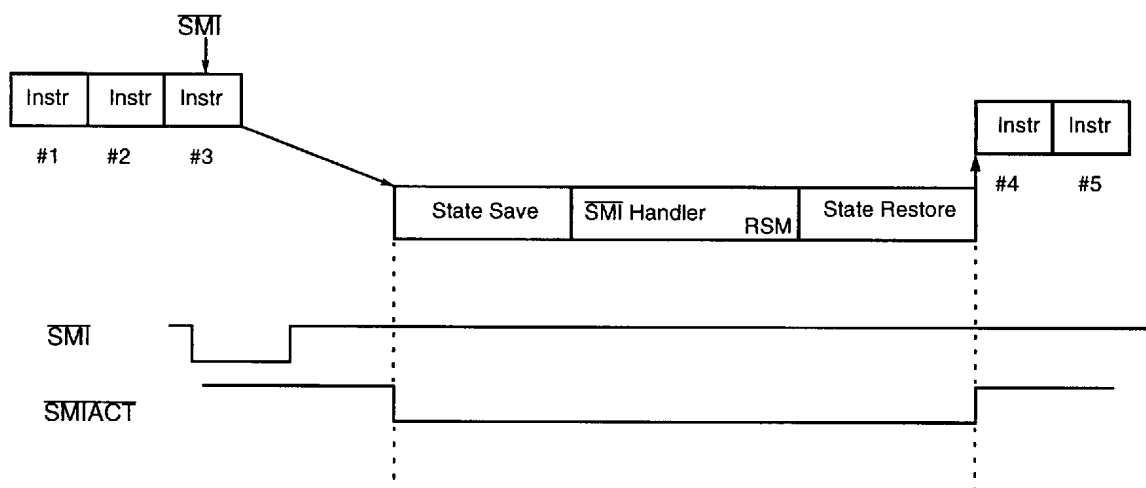 SMI
Instr Instr Instr
#1 #2 #3
Instr Instr
#4 #5
State Save SMI Handler RSM State Restore
SMI
SMIACT